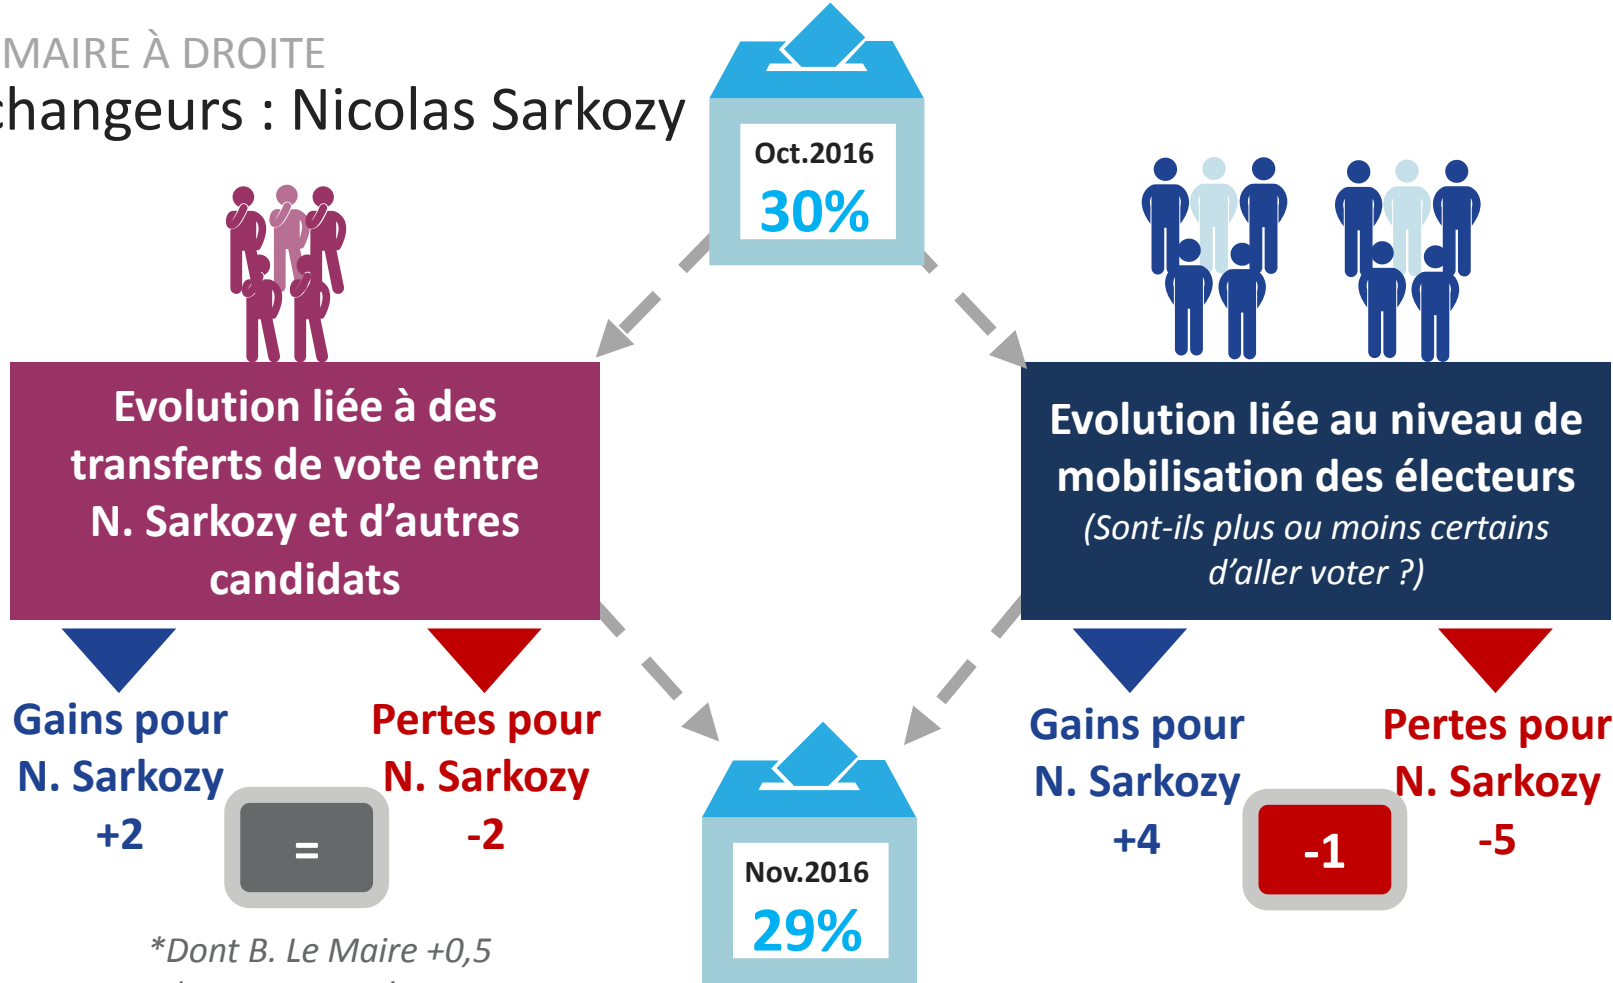 MAIRE À DROITE
changeurs : Nicolas Sarkozy
Oct.2016
30%
Evolution liée à des
transferts de vote entre
N. Sarkozy et d’autres
candidats
Evolution liée au niveau de
mobilisation des électeurs
(Sont-ils plus ou moins certains
d’aller voter ?)
Gains pour
N. Sarkozy
+2
=
Pertes pour
N. Sarkozy
-2
Gains pour
N. Sarkozy
+4
-1
Pertes pour
N. Sarkozy
-5
Nov.2016
29%
*Dont B. Le Maire +0,5